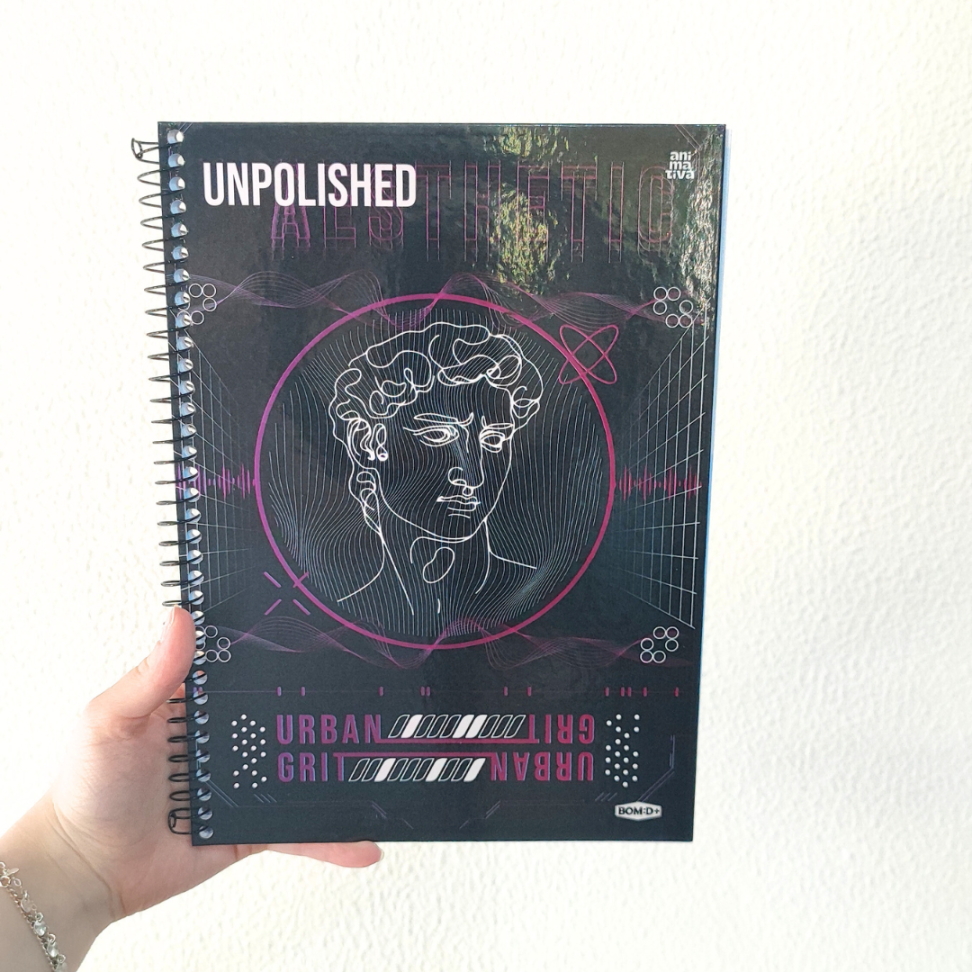 UNPOLISHED
AESTHETIC
ani
ma
tiva
URBAN GRIT
GRIT URBAN
BOM:D+